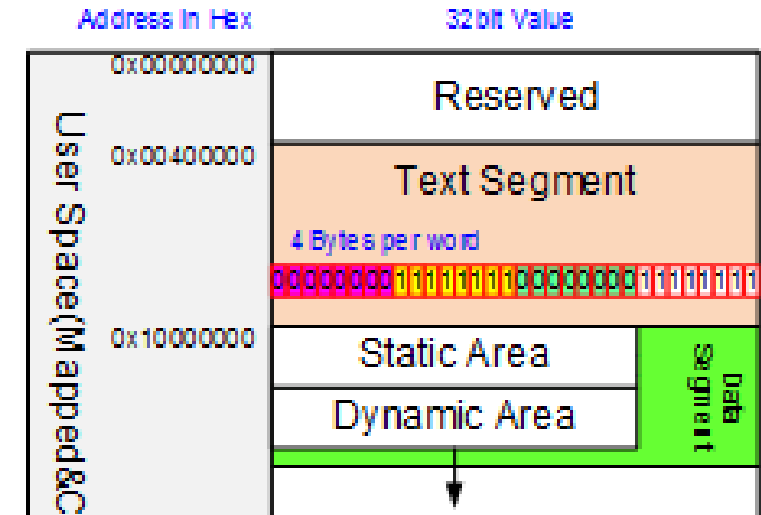 Address in Hex
32bit Value
0x00000000
Reserved
0x00400000
Text Segment
4 Bytes per word
00000000111111110000000011111111
0x10000000
Static Area
Dynamic Area
Data
Segment
User Space(Mapped&C